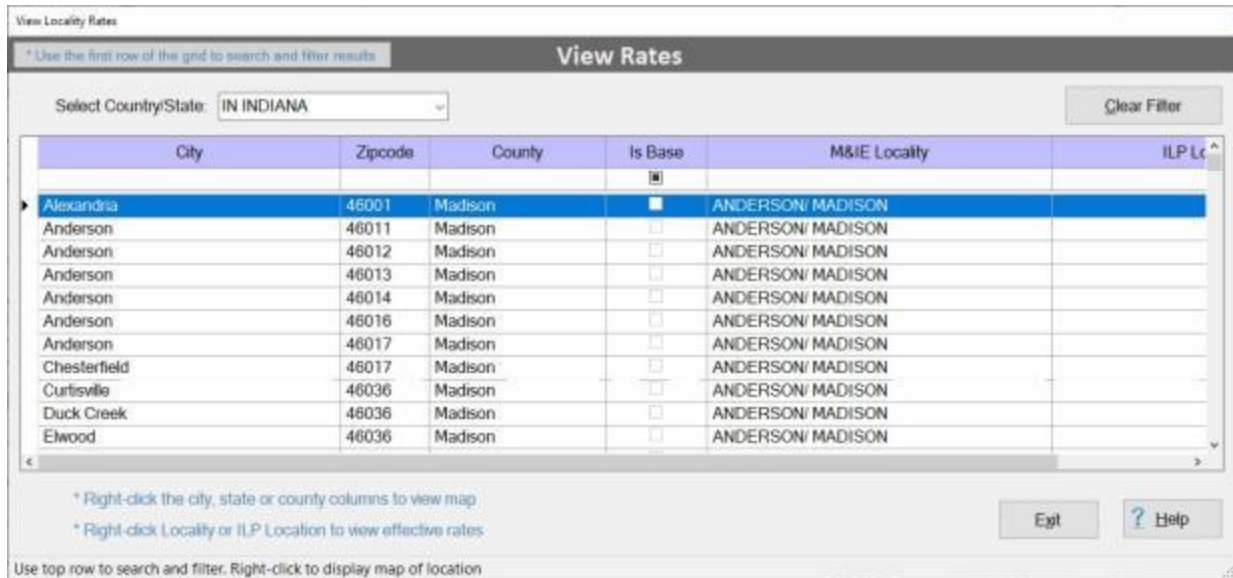 View Locality Rates
* Use the first row of the grid to search and filter results
View Rates
Select Country/State: IN INDIANA
Clear Filter
City Zipcode County Is Base M&IE Locality ILP Lo
Alexandria 46001 Madison ANDERSON/ MADISON
Anderson 46011 Madison ANDERSON/ MADISON
Anderson 46012 Madison ANDERSON/ MADISON
Anderson 46013 Madison ANDERSON/ MADISON
Anderson 46014 Madison ANDERSON/ MADISON
Anderson 46016 Madison ANDERSON/ MADISON
Anderson 46017 Madison ANDERSON/ MADISON
Chesterfield 46017 Madison ANDERSON/ MADISON
Curtisville 46036 Madison ANDERSON/ MADISON
Duck Creek 46036 Madison ANDERSON/ MADISON
Elwood 46036 Madison ANDERSON/ MADISON
* Right-click the city, state or county columns to view map
* Right-click Locality or ILP Location to view effective rates
Exit
? Help
Use top row to search and filter. Right-click to display map of location